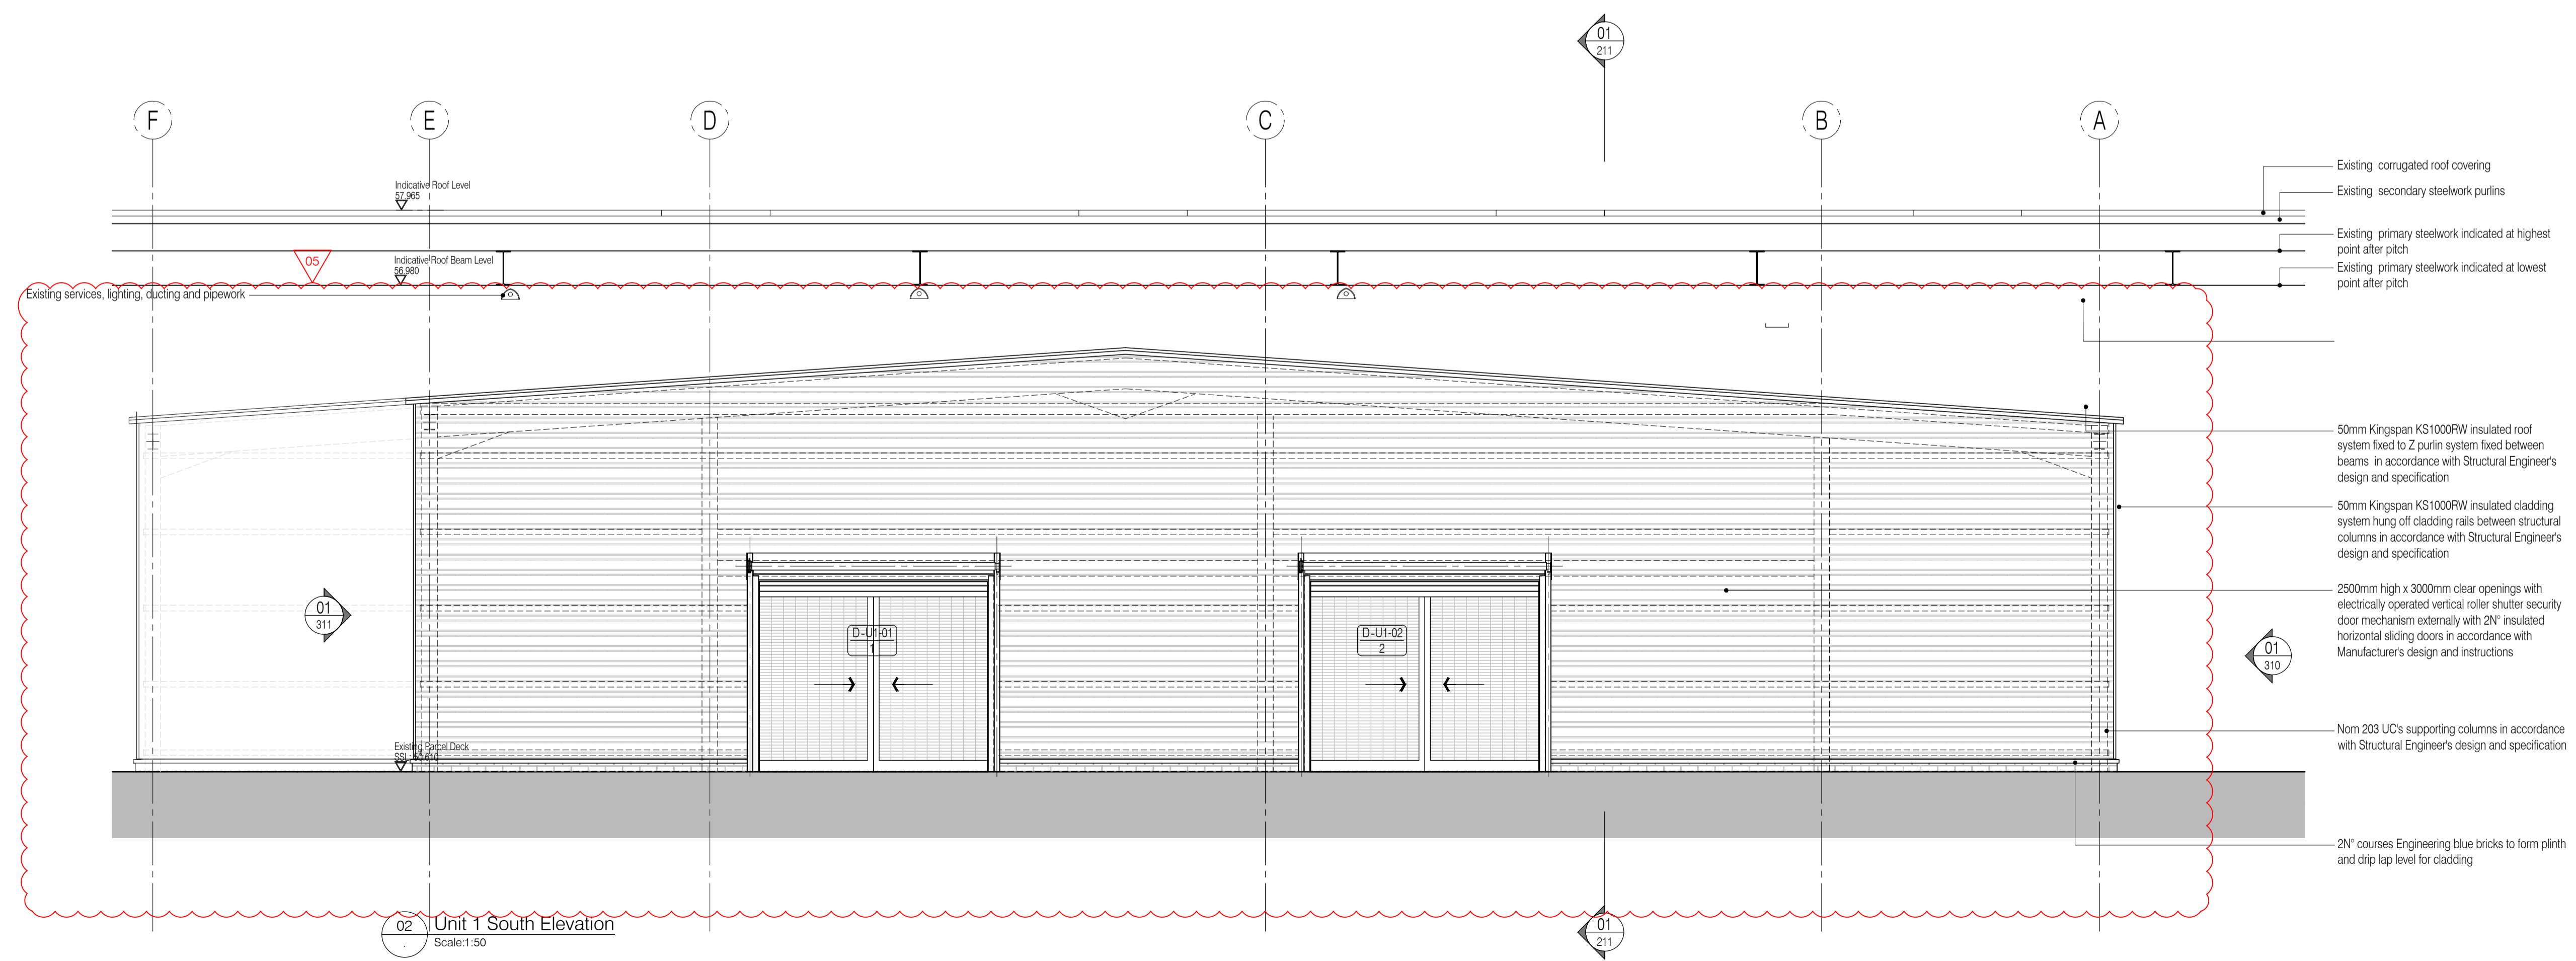 01
211
F
E
D
C
B
A
Indicative Roof Level
57.965
05
Indicative Roof Beam Level
56.980
Existing services, lighting, ducting and pipework
Existing corrugated roof covering
Existing secondary steelwork purlins
Existing primary steelwork indicated at highest
point after pitch
Existing primary steelwork indicated at lowest
point after pitch
50mm Kingspan KS1000RW insulated roof
system fixed to Z purlin system fixed between
beams in accordance with Structural Engineer's
design and specification
50mm Kingspan KS1000RW insulated cladding
system hung off cladding rails between structural
columns in accordance with Structural Engineer's
design and specification
2500mm high x 3000mm clear openings with
electrically operated vertical roller shutter security
door mechanism externally with 2N° insulated
horizontal sliding doors in accordance with
Manufacturer's design and instructions
01
311
D-U1-01
1
D-U1-02
2
01
310
Nom 203 UC's supporting columns in accordance
with Structural Engineer's design and specification
Existing Parcel Deck
SSL:
2N° courses Engineering blue bricks to form plinth
and drip lap level for cladding
02
Unit 1 South Elevation
Scale:1:50
01
211